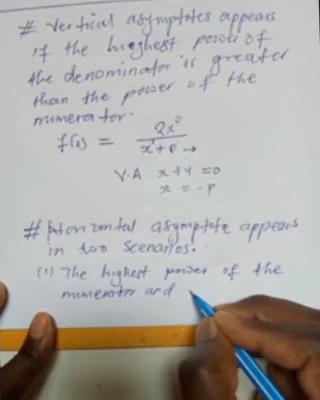 # Vertical asymptotes appears
if the highest power of
the denominator is greater
than the power of the
numerator.
f(x) = 2x⁰ / x¹+P →
V.A x+4 =0
x = -P
# Horizontal asymptote appears
in two scenarios.
(1) The highest power of the
numerator and